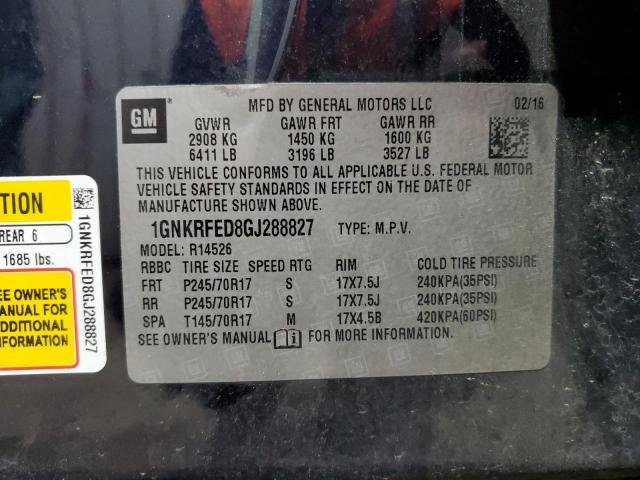 GM
MFD BY GENERAL MOTORS LLC 02/16
GVWR GAWR FRT GAWR RR
2908 KG 1450 KG 1600 KG
6411 LB 3196 LB 3527 LB
THIS VEHICLE CONFORMS TO ALL APPLICABLE U.S. FEDERAL MOTOR
VEHICLE SAFETY STANDARDS IN EFFECT ON THE DATE OF
MANUFACTURE SHOWN ABOVE.
1GNKRFED8GJ288827 TYPE: M.P.V.
MODEL: R14526
RBBC TIRE SIZE SPEED RTG RIM COLD TIRE PRESSURE
FRT P245/70R17 S 17X7.5J 240KPA(35PSI)
RR P245/70R17 S 17X7.5J 240KPA(35PSI)
SPA T145/70R17 M 17X4.5B 420KPA(60PSI)
SEE OWNER'S MANUAL FOR MORE INFORMATION.
REAR 6
1685 lbs.
OWNER'S
MANUAL FOR
ADDITIONAL
1GNKRFED8GJ288827